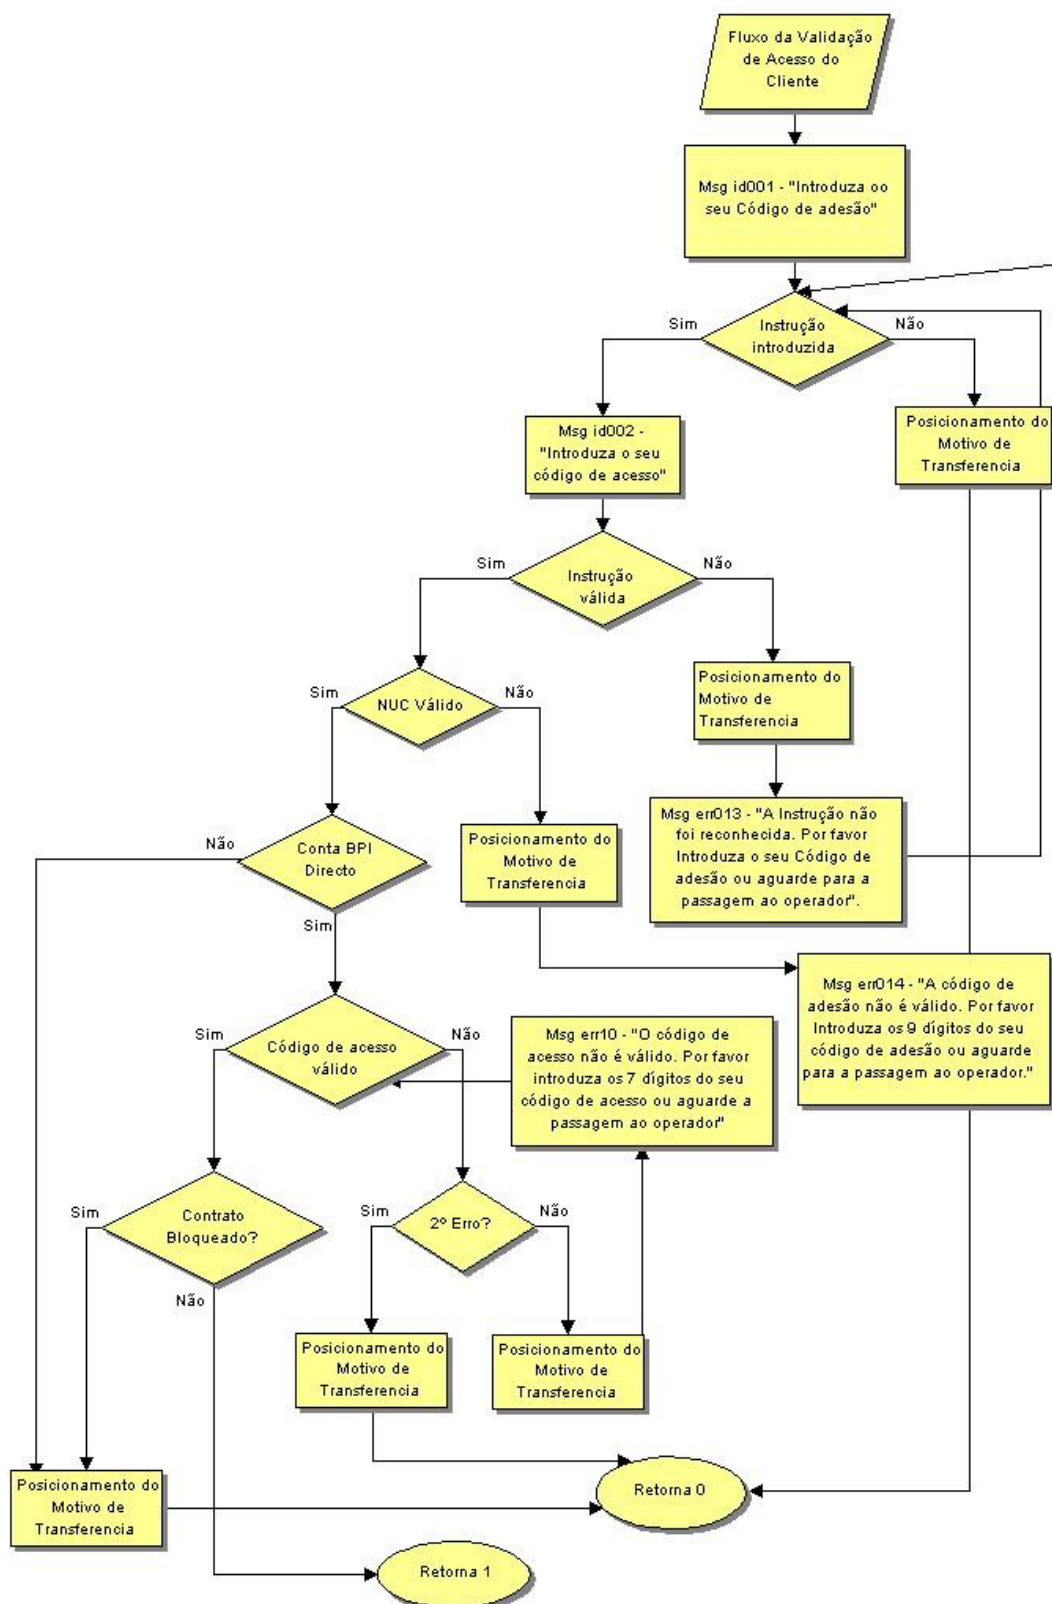 Fluxo da Validação
de Acesso do
Cliente
Msg id001 - "Introduza oo
seu Código de adesão"
Sim
Instrução
introduzida
Não
Msg id002 -
"Introduza o seu
código de acesso"
Posicionamento do
Motivo de
Transferencia
Sim
Instrução
válida
Não
Sim
NUC Válido
Não
Posicionamento do
Motivo de
Transferencia
Não
Conta BPI
Directo
Sim
Posicionamento do
Motivo de
Transferencia
Msg err013 - "A Instrução não
foi reconhecida. Por favor
Introduza o seu Código de
adesão ou aguarde para a
passagem ao operador".
Msg err014 - "A código de
adesão não é válido. Por favor
Introduza os 9 dígitos do seu
código de adesão ou aguarde
para a passagem ao operador."
Sim
Código de acesso
válido
Não
Msg err10 - "O código de
acesso não é válido. Por favor
introduza os 7 dígitos do seu
código de acesso ou aguarde a
passagem ao operador"
Sim
Contrato
Bloqueado?
Não
Sim
2º Erro?
Não
Posicionamento do
Motivo de
Transferencia
Posicionamento do
Motivo de
Transferencia
Posicionamento do
Motivo de
Transferencia
Retorna 0
Retorna 1